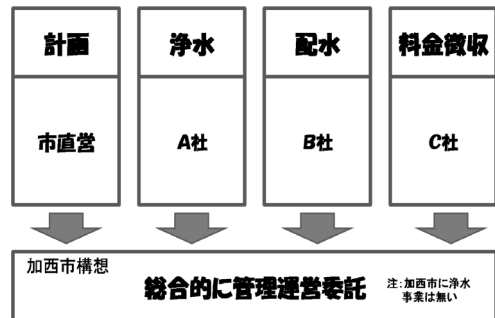 計画
浄水
配水
料金徴収
市直営
A社
B社
C社
加西市構想
総合的に管理運営委託
注:加西市に浄水
事業は無い